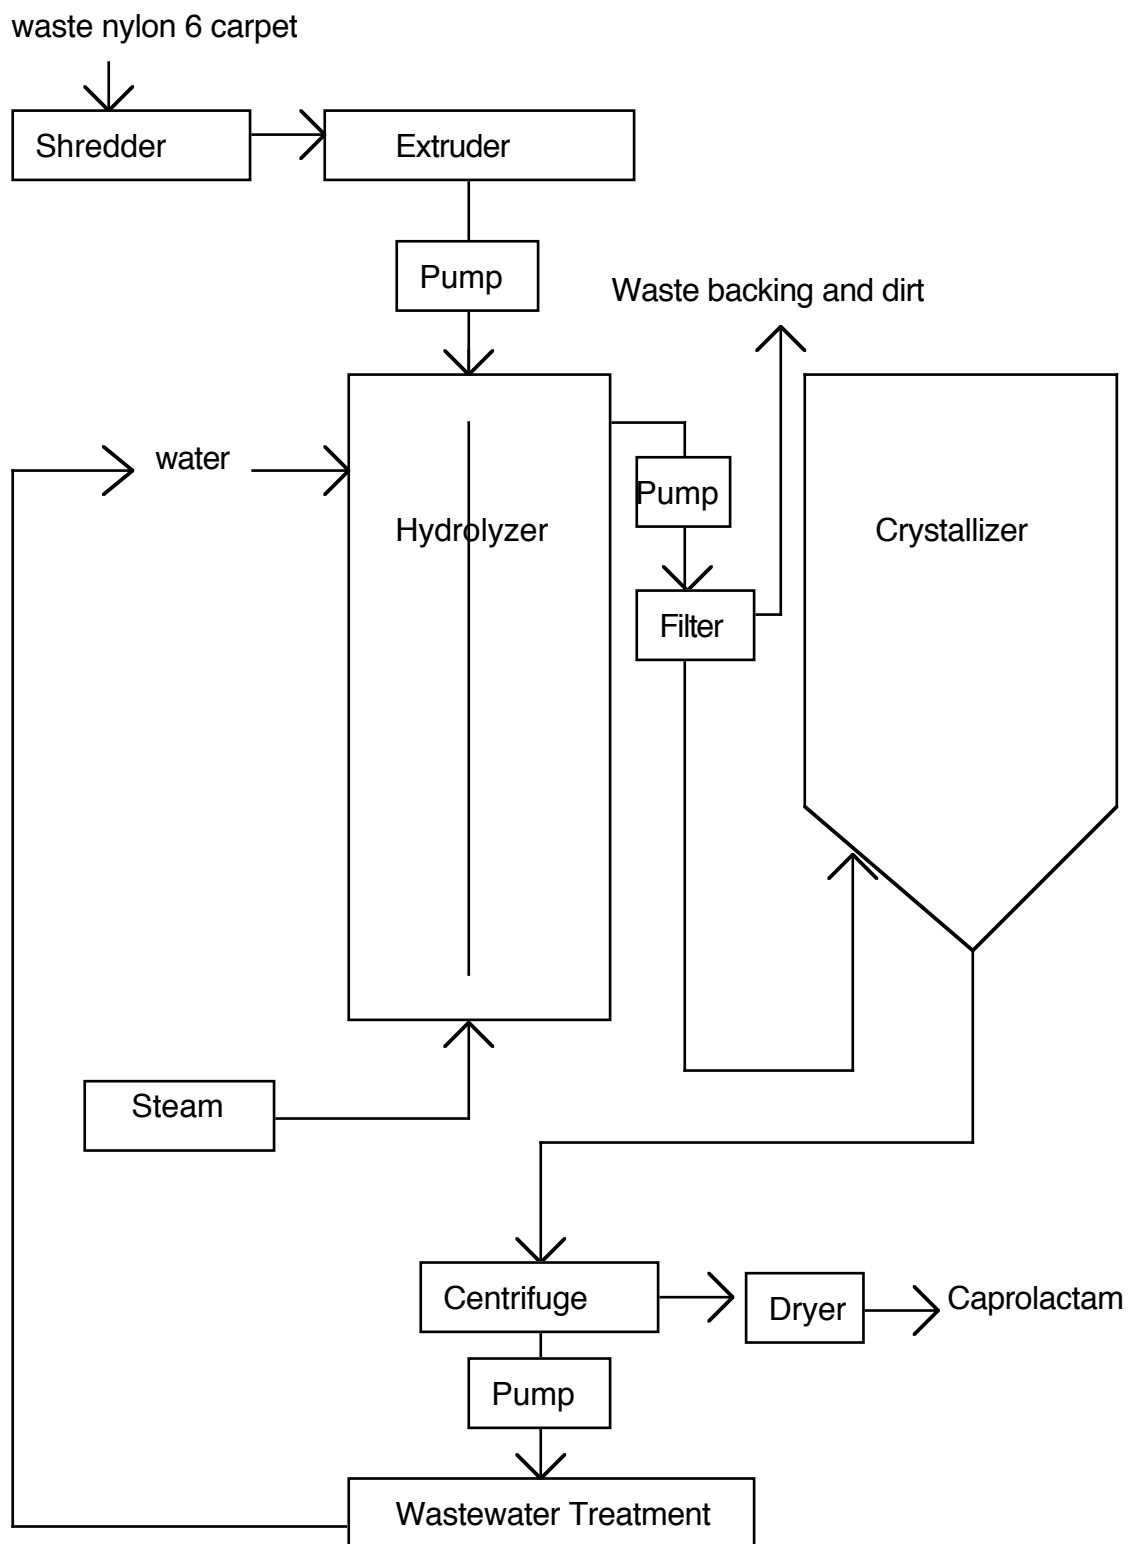 waste nylon 6 carpet
Shredder
Extruder
Pump
Waste backing and dirt
water
Pump
Hydrolyzer
Crystallizer
Filter
Steam
Centrifuge
Dryer
Caprolactam
Pump
Wastewater Treatment